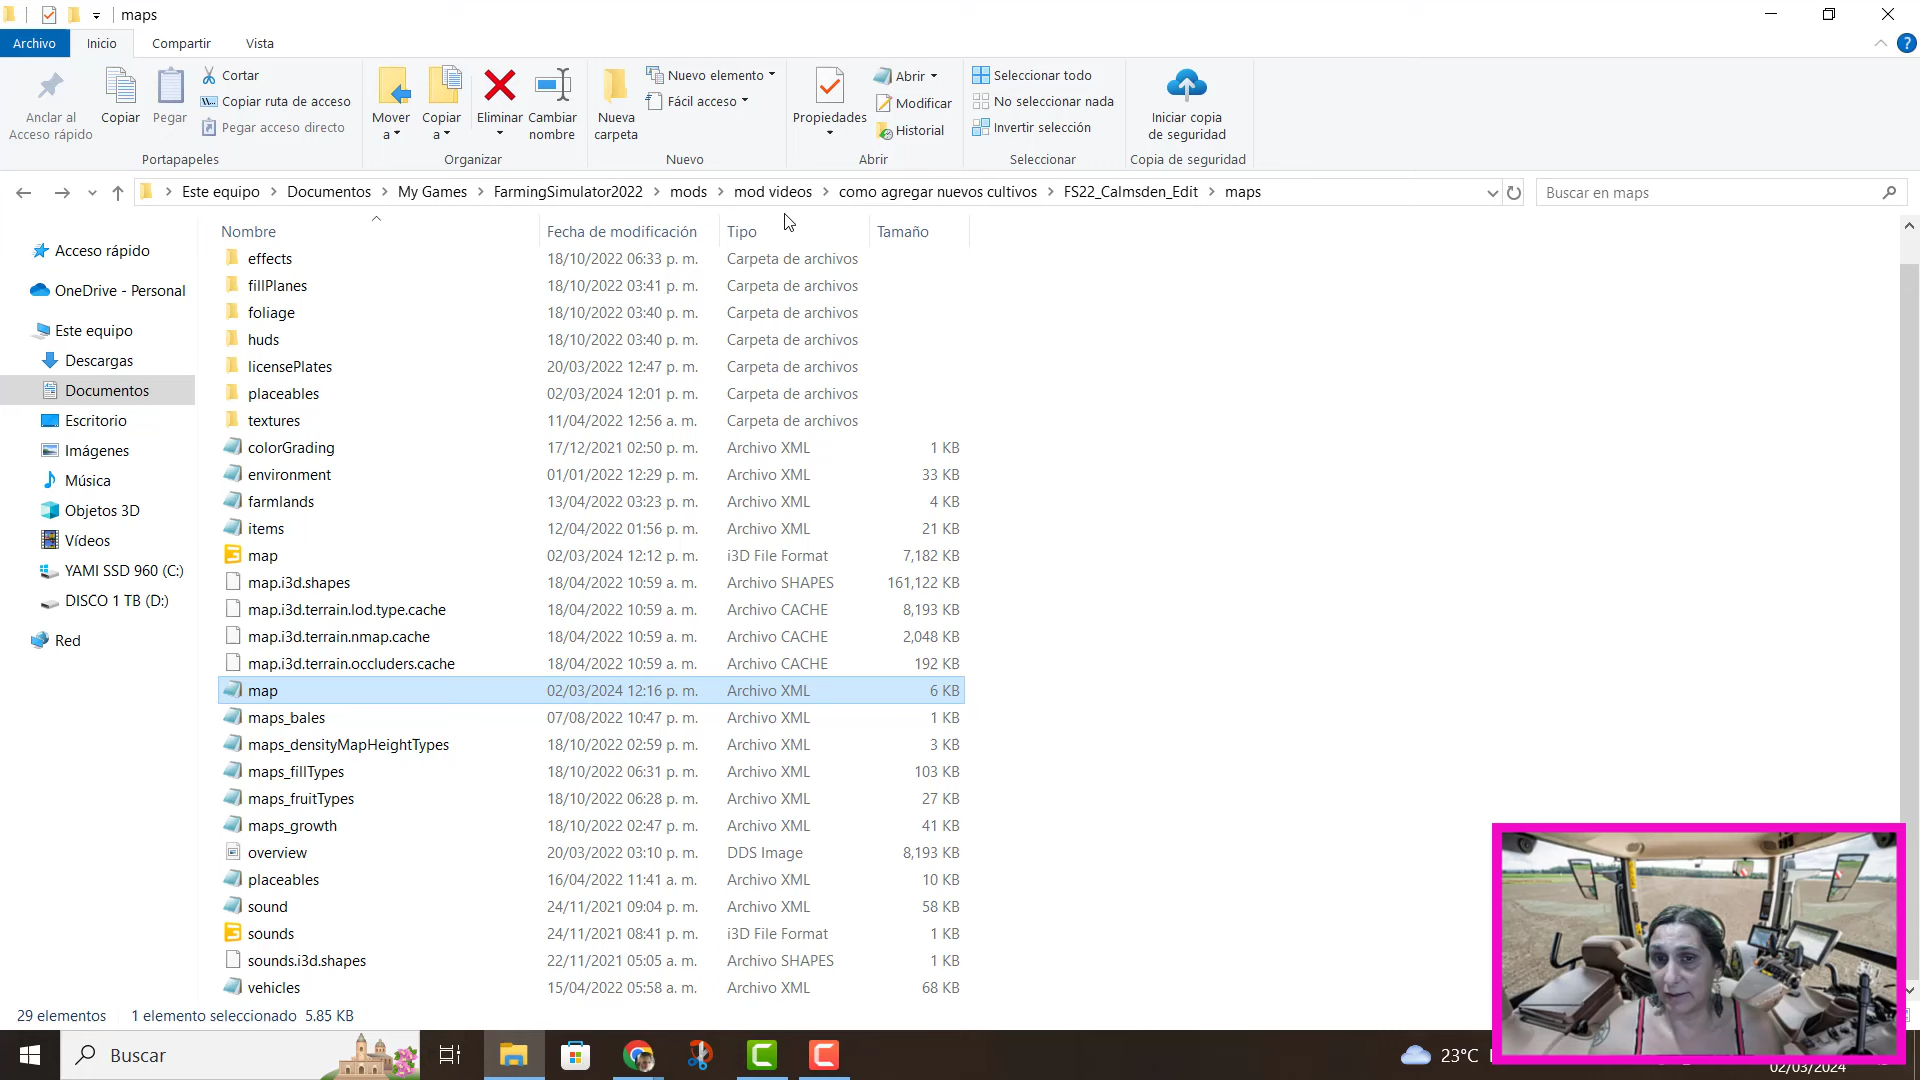 maps
Archivo Inicio Compartir Vista
Anclar al Acceso rápido
Copiar
Pegar
Cortar
Copiar ruta de acceso
Pegar acceso directo
Portapapeles
Mover a
Copiar a
Eliminar
Cambiar nombre
Organizar
Nueva carpeta
Nuevo elemento
Fácil acceso
Nuevo
Propiedades
Abrir
Modificar
Historial
Abrir
Seleccionar todo
No seleccionar nada
Invertir selección
Seleccionar
Iniciar copia de seguridad
Copia de seguridad
Este equipo > Documentos > My Games > FarmingSimulator2022 > mods > mod videos > como agregar nuevos cultivos > FS22_Calmsden_Edit > maps
Buscar en maps
Acceso rápido
OneDrive - Personal
Este equipo
Descargas
Documentos
Escritorio
Imágenes
Música
Objetos 3D
Vídeos
YAMI SSD 960 (C:)
DISCO 1 TB (D:)
Red
Nombre Fecha de modificación Tipo Tamaño
effects 18/10/2022 06:33 p. m. Carpeta de archivos
fillPlanes 18/10/2022 03:41 p. m. Carpeta de archivos
foliage 18/10/2022 03:40 p. m. Carpeta de archivos
huds 18/10/2022 03:40 p. m. Carpeta de archivos
licensePlates 20/03/2022 12:47 p. m. Carpeta de archivos
placeables 02/03/2024 12:01 p. m. Carpeta de archivos
textures 11/04/2022 12:56 a. m. Carpeta de archivos
colorGrading 17/12/2021 02:50 p. m. Archivo XML 1 KB
environment 01/01/2022 12:29 p. m. Archivo XML 33 KB
farmlands 13/04/2022 03:23 p. m. Archivo XML 4 KB
items 12/04/2022 01:56 p. m. Archivo XML 21 KB
map 02/03/2024 12:12 p. m. i3D File Format 7,182 KB
map.i3d.shapes 18/04/2022 10:59 a. m. Archivo SHAPES 161,122 KB
map.i3d.terrain.lod.type.cache 18/04/2022 10:59 a. m. Archivo CACHE 8,193 KB
map.i3d.terrain.nmap.cache 18/04/2022 10:59 a. m. Archivo CACHE 2,048 KB
map.i3d.terrain.occluders.cache 18/04/2022 10:59 a. m. Archivo CACHE 192 KB
map 02/03/2024 12:16 p. m. Archivo XML 6 KB
maps_bales 07/08/2022 10:47 p. m. Archivo XML 1 KB
maps_densityMapHeightTypes 18/10/2022 02:59 p. m. Archivo XML 3 KB
maps_fillTypes 18/10/2022 06:31 p. m. Archivo XML 103 KB
maps_fruitTypes 18/10/2022 06:28 p. m. Archivo XML 27 KB
maps_growth 18/10/2022 02:47 p. m. Archivo XML 41 KB
overview 20/03/2022 03:10 p. m. DDS Image 8,193 KB
placeables 16/04/2022 11:41 a. m. Archivo XML 10 KB
sound 24/11/2021 09:04 p. m. Archivo XML 58 KB
sounds 24/11/2021 08:41 p. m. i3D File Format 1 KB
sounds.i3d.shapes 22/11/2021 05:05 a. m. Archivo SHAPES 1 KB
vehicles 15/04/2022 05:58 a. m. Archivo XML 68 KB
29 elementos 1 elemento seleccionado 5.85 KB
Buscar
23°C
02/03/2024